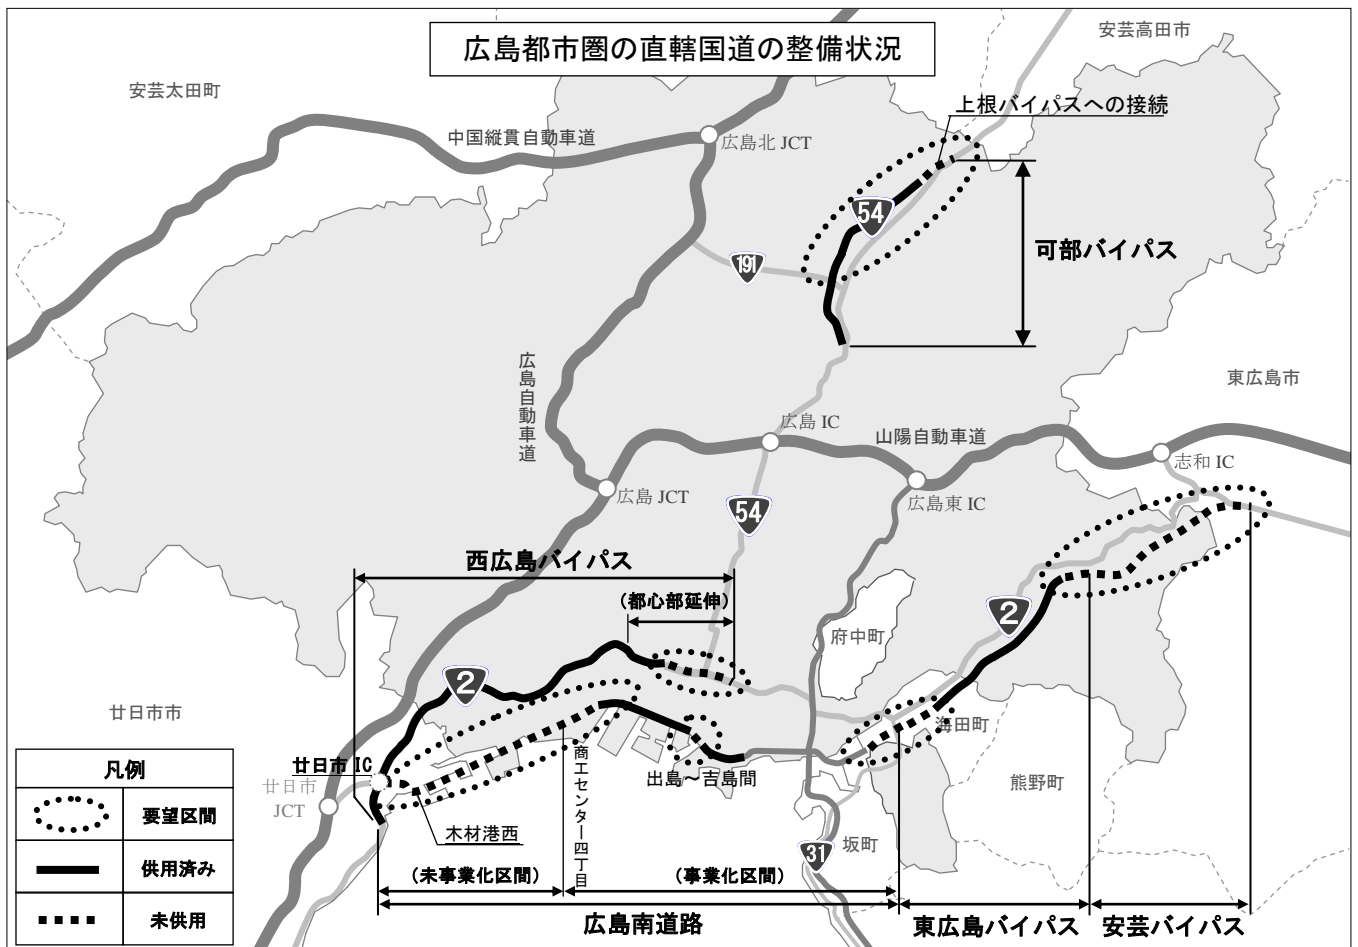 広島都市圏の直轄国道の整備状況
安芸高田市
安芸太田町
上根バイパスへの接続
中国縦貫自動車道
広島北 JCT
54
191
可部バイパス
広島自動車道
東広島市
広島 IC
山陽自動車道
志和 IC
広島 JCT
広島東 IC
54
西広島バイパス
(都心部延伸)
2
府中町
2
廿日市市
海田町
廿日市 IC
廿日市
JCT
商工センター四丁目
出島~吉島間
熊野町
木材港西
坂町
31
(未事業化区間)
(事業化区間)
広島南道路
東広島バイパス
安芸バイパス
凡例
要望区間
供用済み
未供用